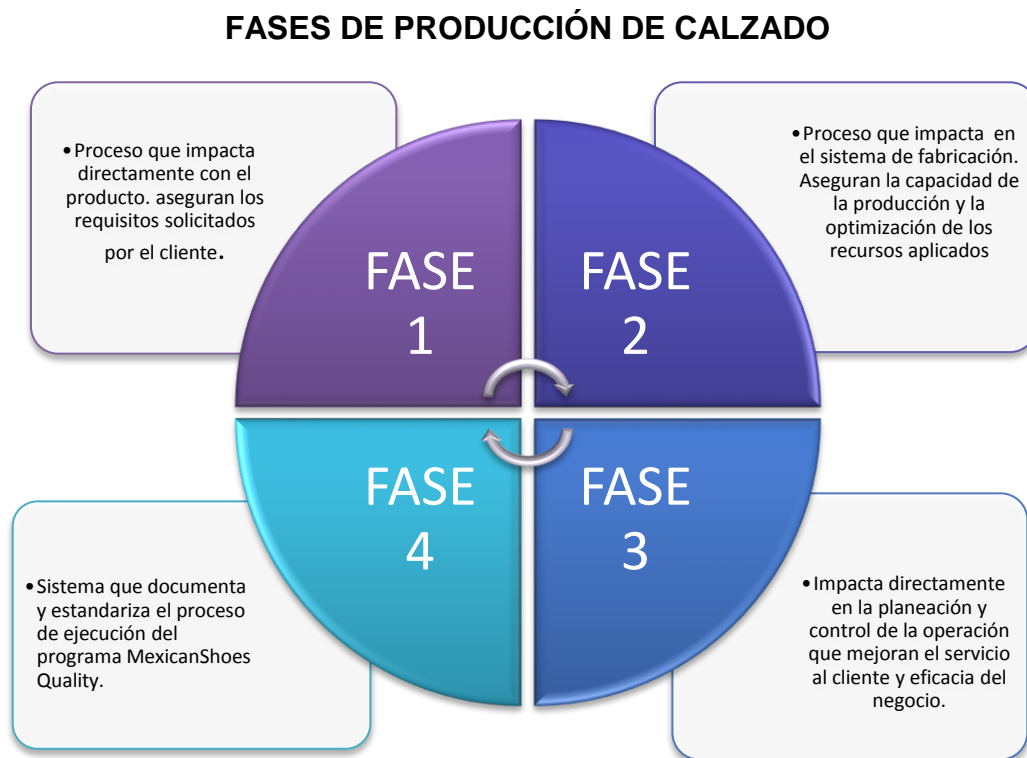 FASES DE PRODUCCIÓN DE CALZADO
•Proceso que impacta
directamente con el
producto. aseguran los
requisitos solicitados
por el cliente.
•Proceso que impacta en
el sistema de fabricación.
Aseguran la capacidad de
la producción y la
optimización de los
recursos aplicados
FASE
1
FASE
2
FASE
4
FASE
3
•Sistema que documenta
y estandariza el proceso
de ejecución del
programa MexicanShoes
Quality.
•Impacta directamente
en la planeación y
control de la operación
que mejoran el servicio
al cliente y eficacia del
negocio.